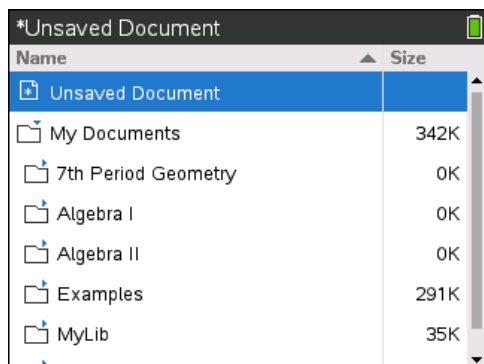 *Unsaved Document
Name Size
Unsaved Document
My Documents 342K
7th Period Geometry 0K
Algebra I 0K
Algebra II 0K
Examples 291K
MyLib 35K